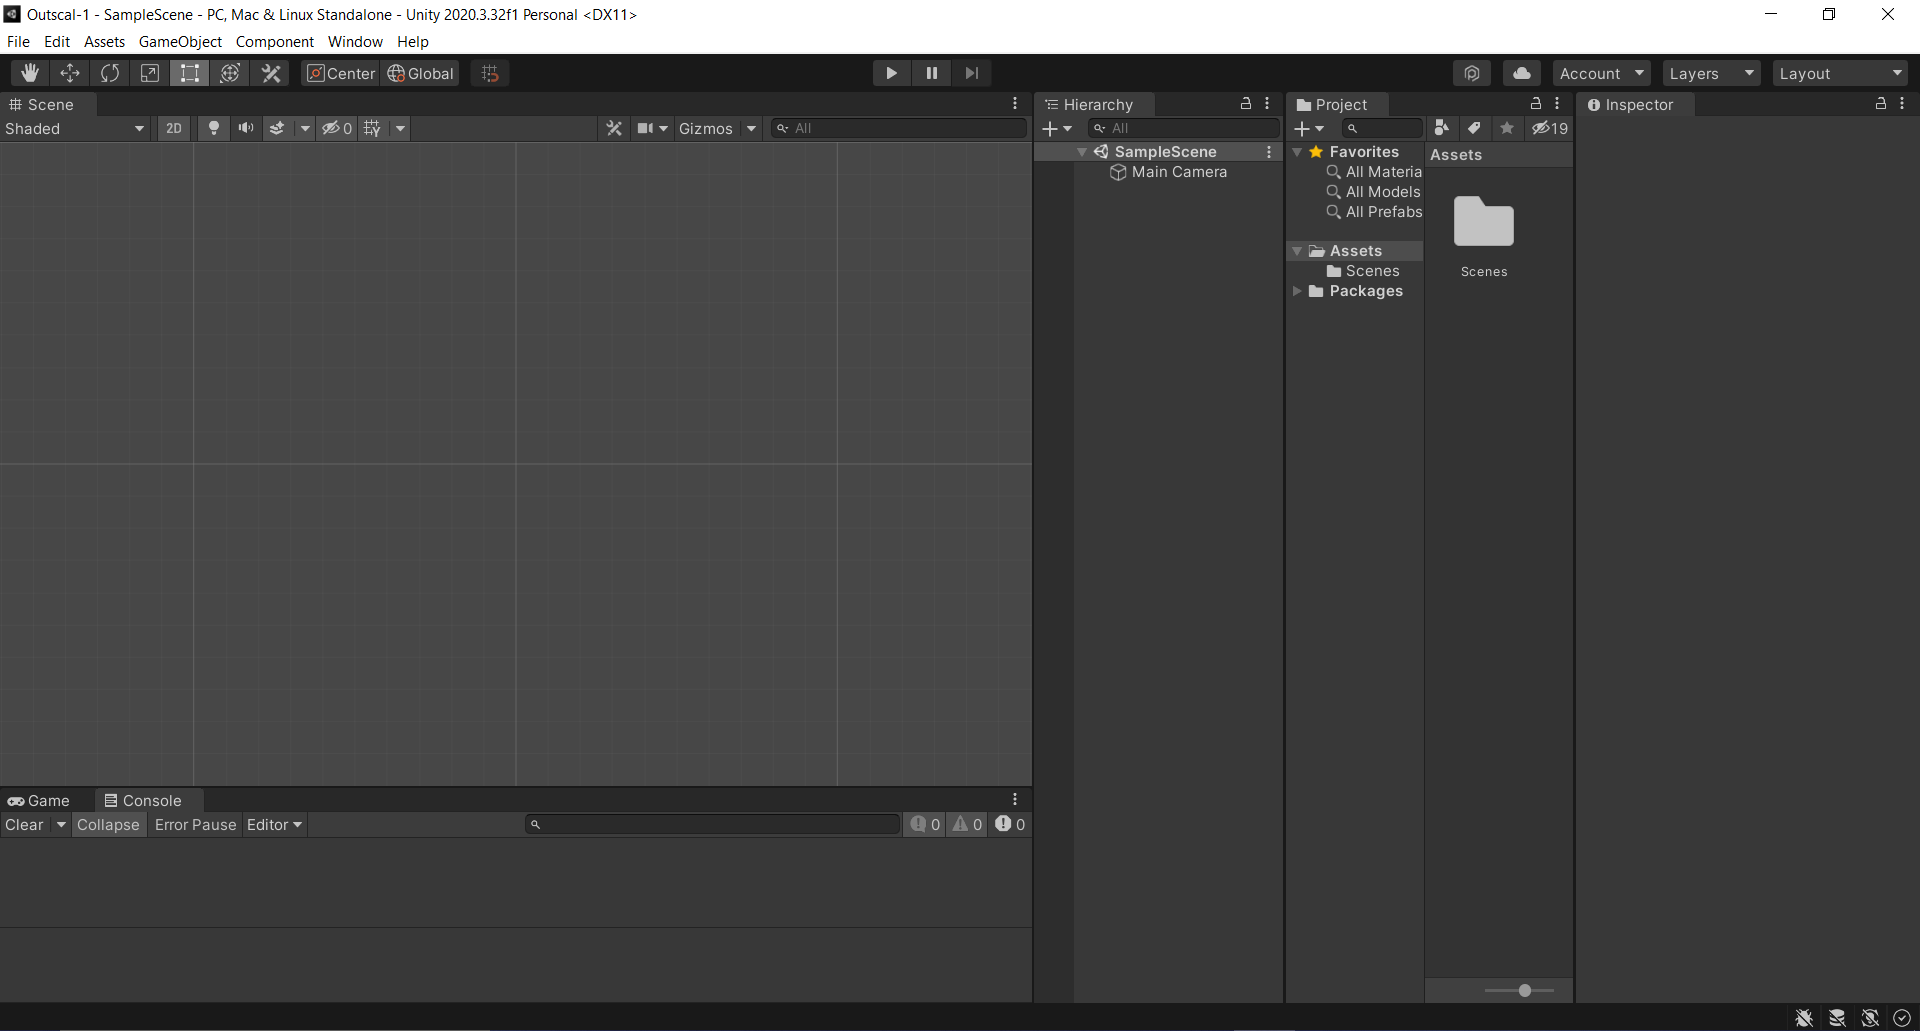 Outscal-1 - SampleScene - PC, Mac & Linux Standalone - Unity 2020.3.32f1 Personal <DX11>
File Edit Assets GameObject Component Window Help
Center Global Account Layers Layout
Scene
Shaded 2D 0 Gizmos All
Hierarchy
All
SampleScene
Main Camera
Project
19
Favorites
All Materia
All Models
All Prefabs
Assets
Scenes
Packages
Assets
Scenes
Inspector
Game Console
Clear Collapse Error Pause Editor 0 0 0